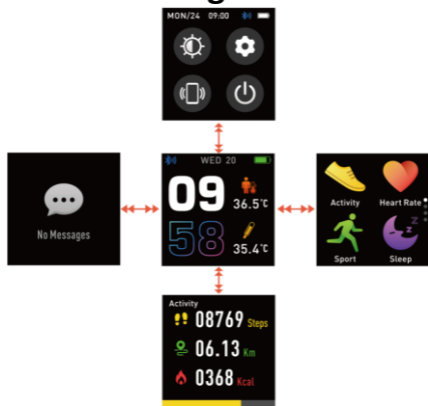 g
MON/24 09:00
WED 20
09
36.5℃
58
35.4℃
No Messages
Activity Heart Rate
Sport Sleep
Activity
08769 Steps
06.13 Km
0368 Kcal